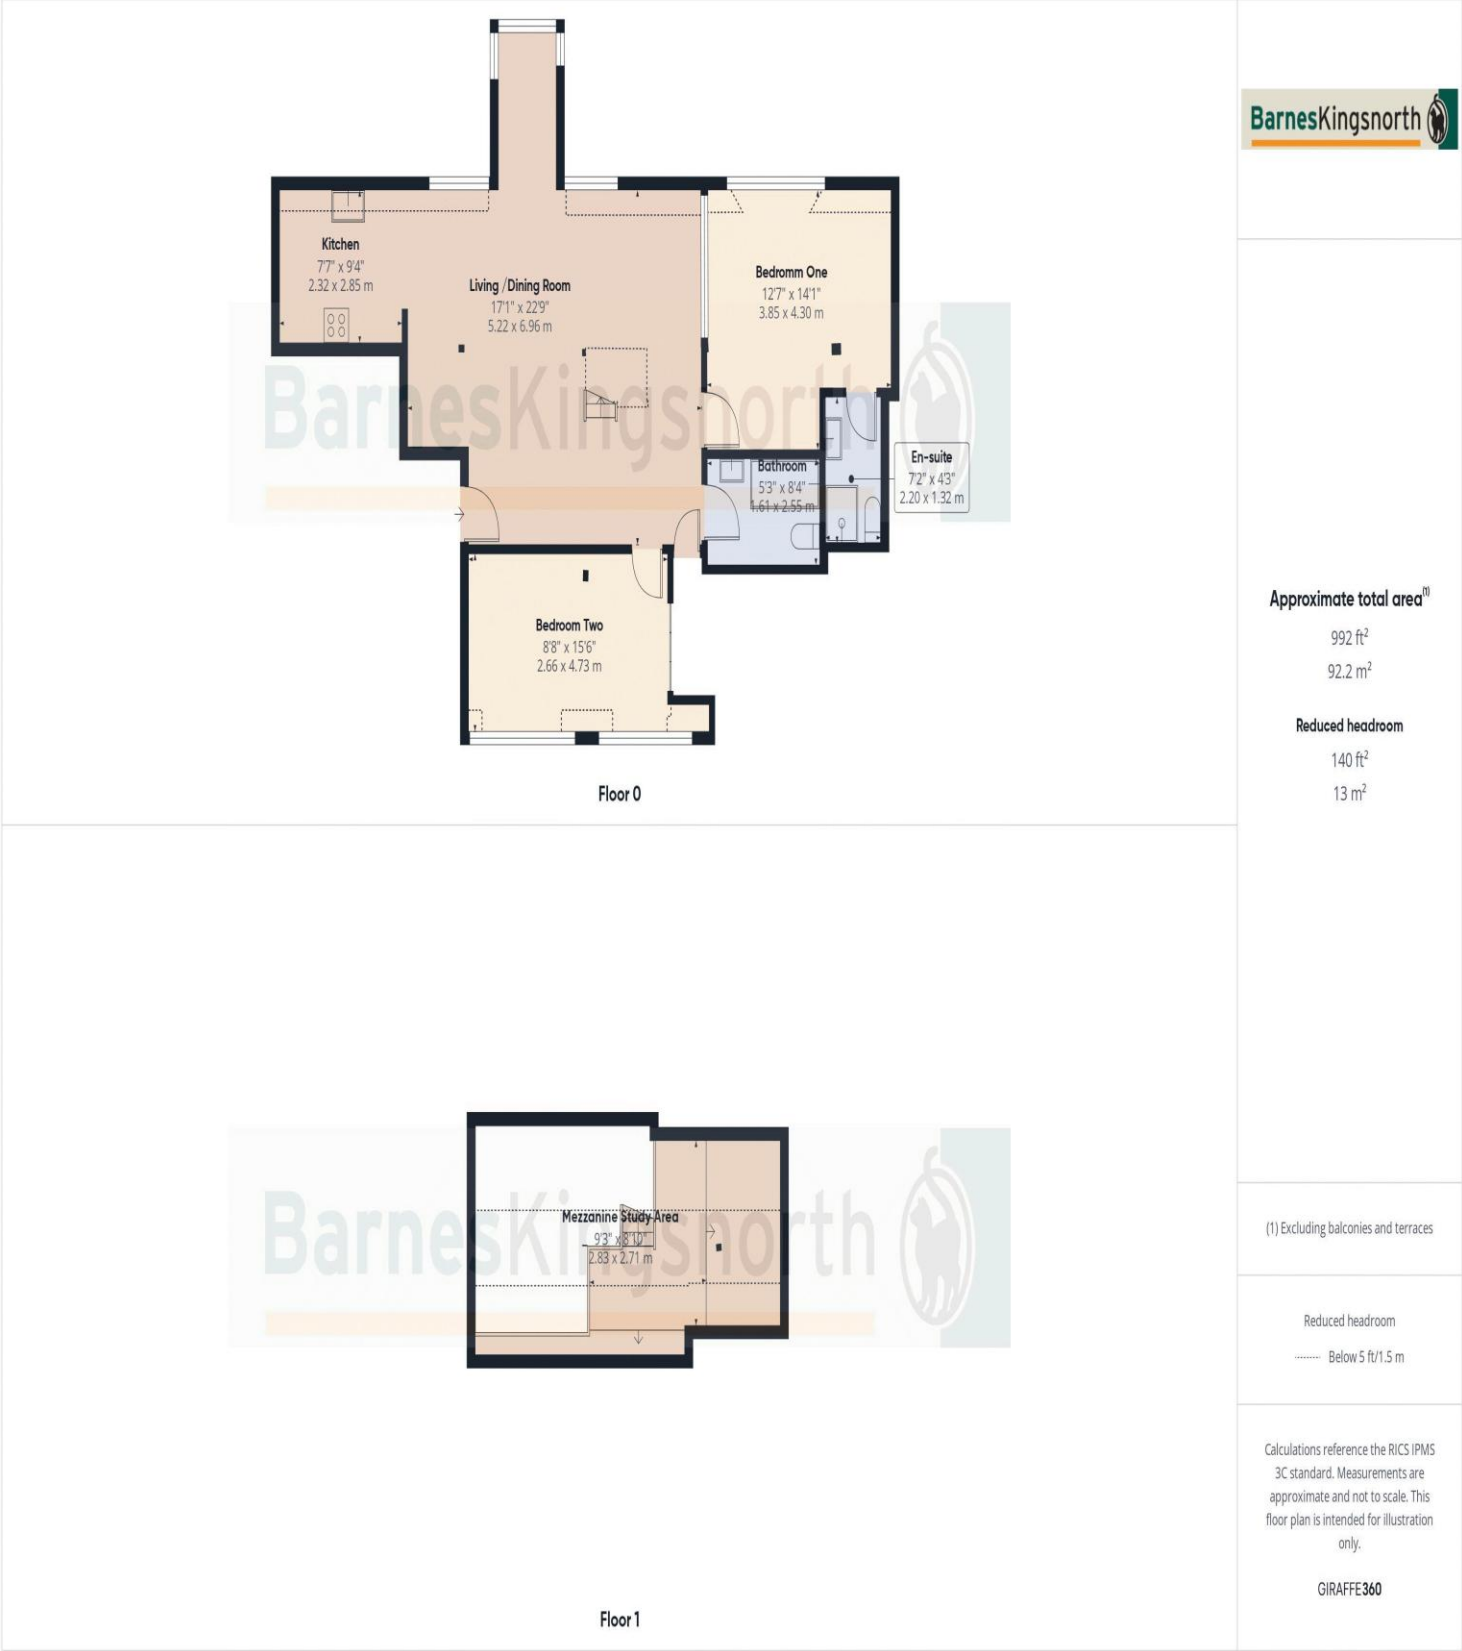 BarnesKingsnorth
Kitchen
7'7" x 9'4"
2.32 x 2.85 m
Living /Dining Room
17'1" x 22'9"
5.22 x 6.96 m
Bedromm One
12'7" x 14'1"
3.85 x 4.30 m
BarnesKingsnorth
Bathroom
5'3" x 8'4"
1.61 x 2.55 m
En-suite
7'2" x 4'3"
2.20 x 1.32 m
Bedroom Two
8'8" x 15'6"
2.66 x 4.73 m
Floor 0
Approximate total area(1)
992 ft²
92.2 m²
Reduced headroom
140 ft²
13 m²
BarnesKingsnorth
Mezzanine Study Area
9'3" x 8'10"
2.83 x 2.71 m
Floor 1
(1) Excluding balconies and terraces
Reduced headroom
Below 5 ft/1.5 m
Calculations reference the RICS IPMS
3C standard. Measurements are
approximate and not to scale. This
floor plan is intended for illustration
only.
GIRAFFE360